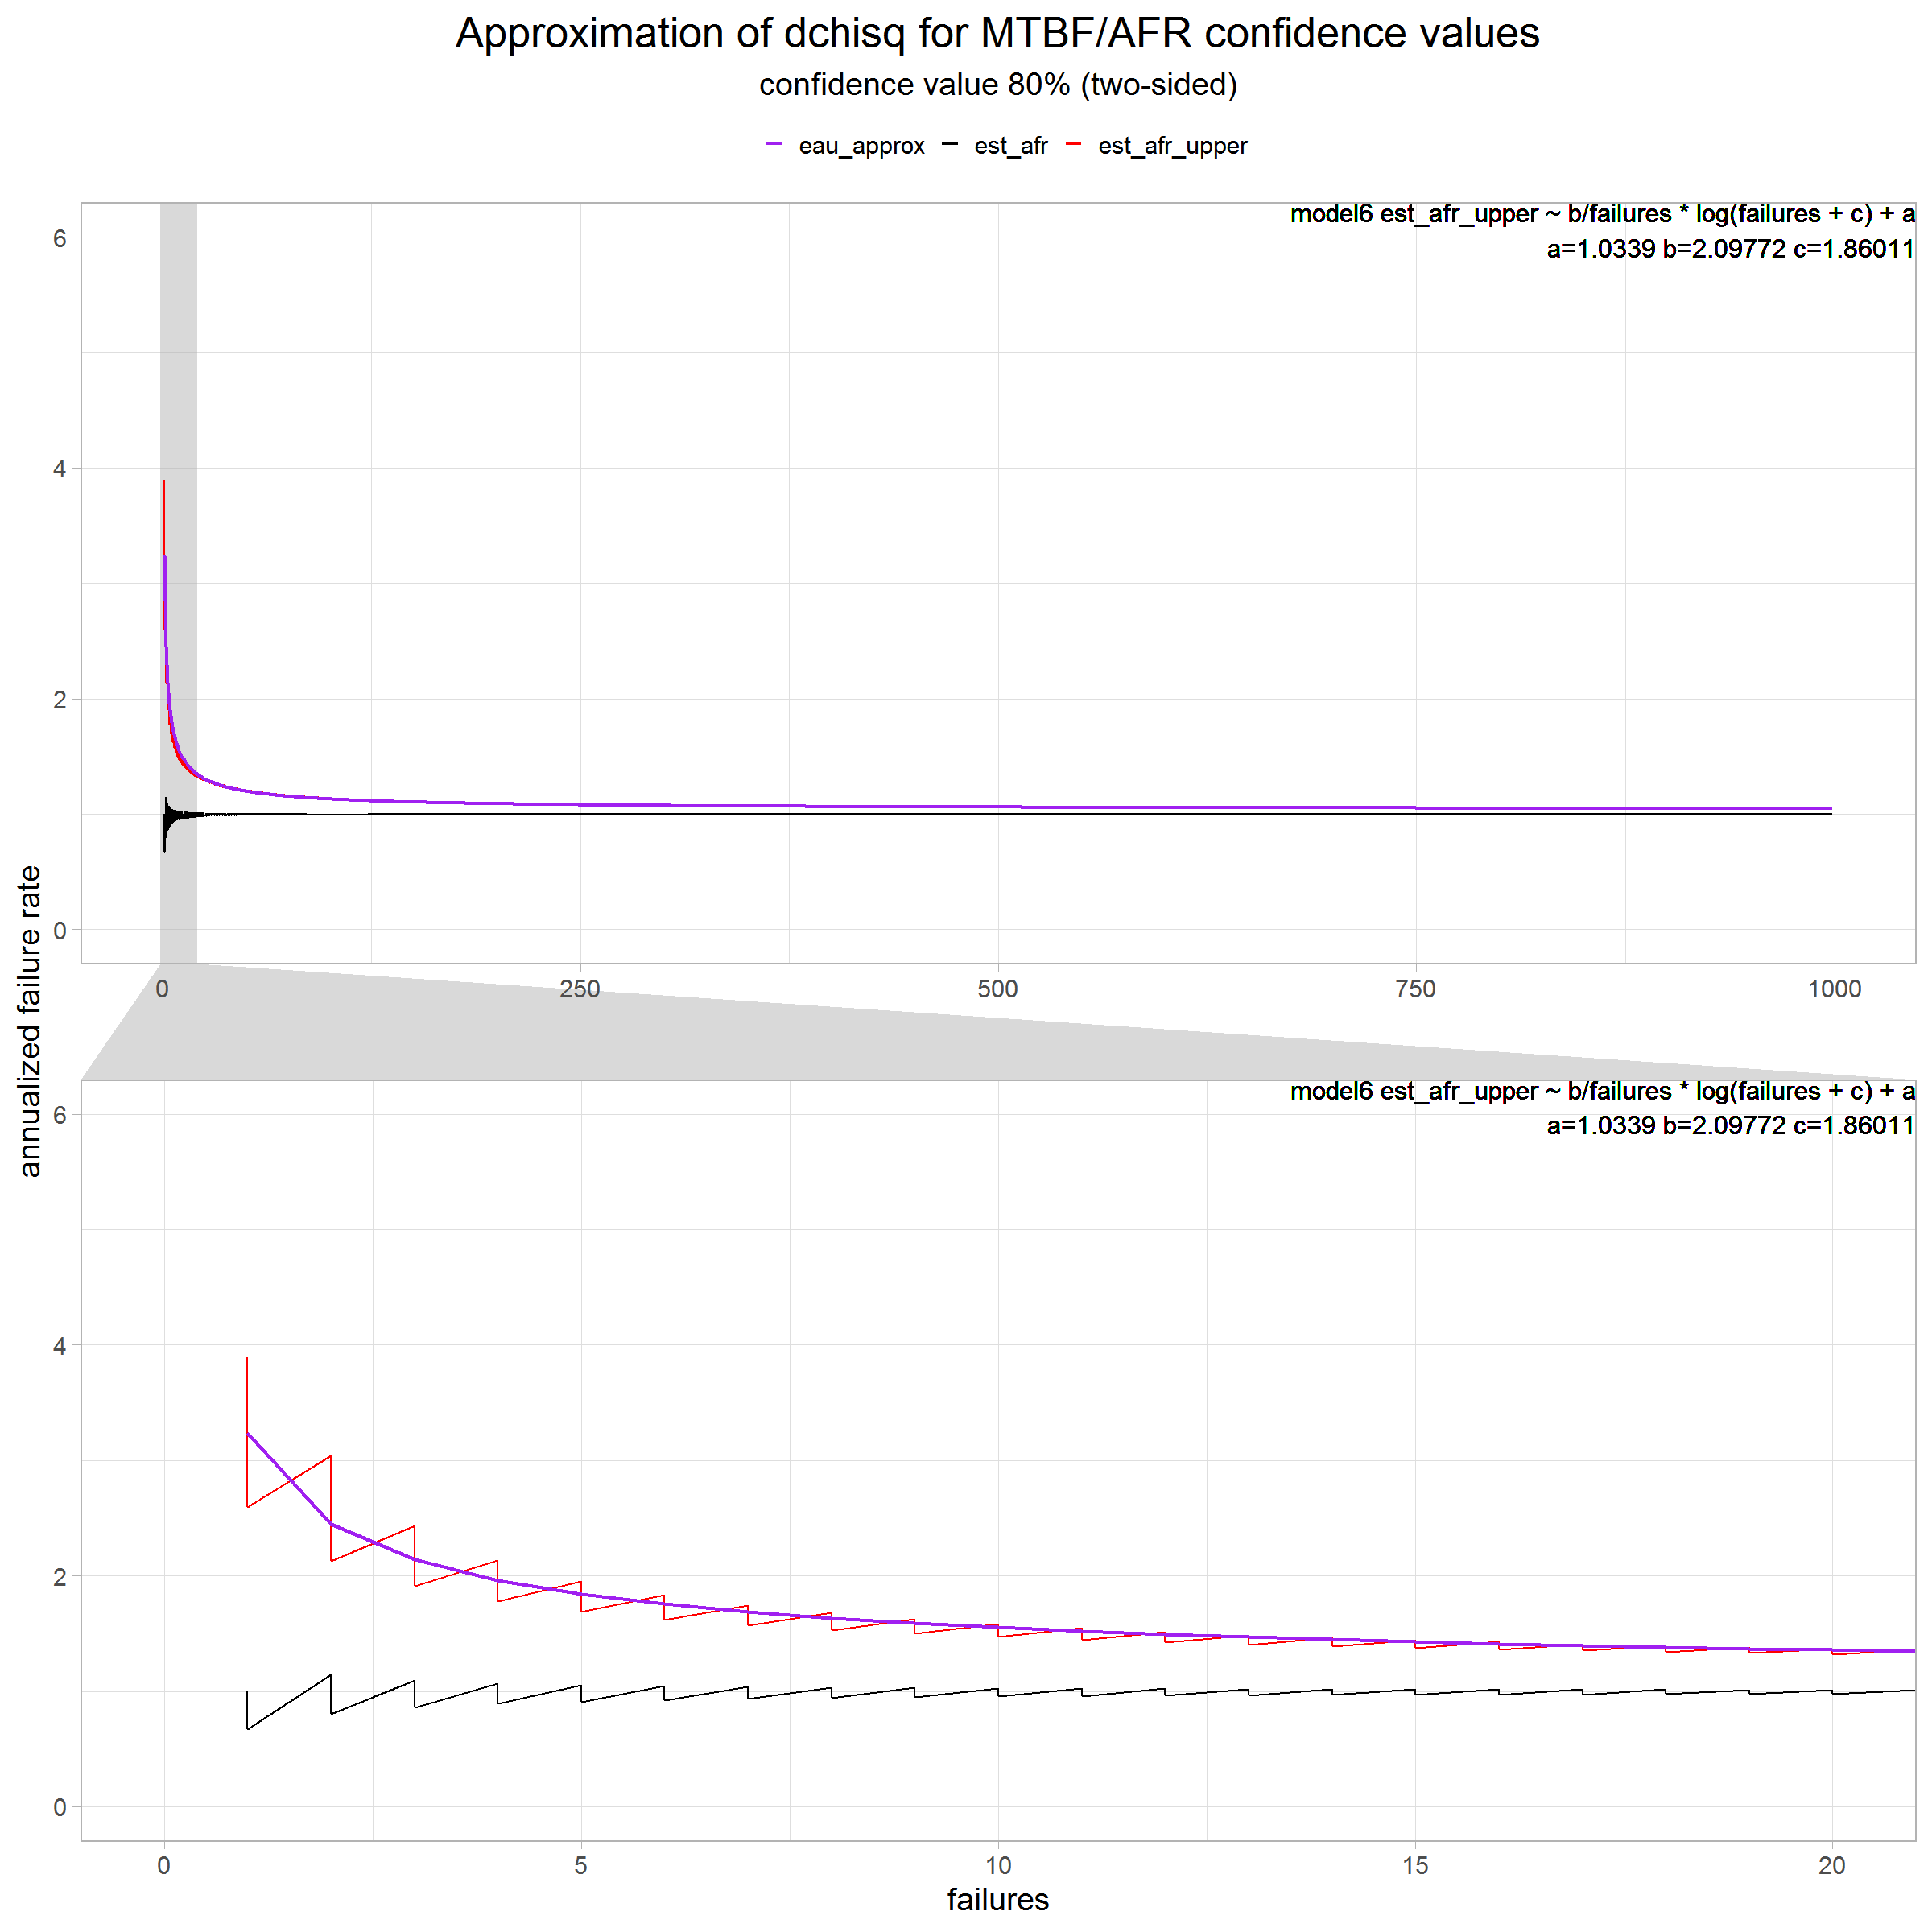 Approximation of dchisq for MTBF/AFR confidence values
confidence value 80% (two-sided)
eau_approx est_afr est_afr_upper
model6 est_afr_upper ~ b/failures * log(failures + c) + a
a=1.0339 b=2.09772 c=1.86011
6
4
2
0
0 250 500 750 1000
annualized failure rate
model6 est_afr_upper ~ b/failures * log(failures + c) + a
a=1.0339 b=2.09772 c=1.86011
6
4
2
0
0 5 10 15 20
failures